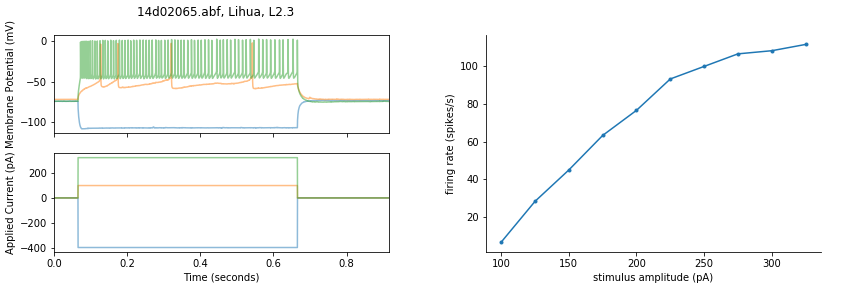 14d02065.abf, Lihua, L2.3
Membrane Potential (mV)
0
−50
−100
Applied Current (pA)
200
0
−200
−400
0.0 0.2 0.4 0.6 0.8
Time (seconds)
firing rate (spikes/s)
100
80
60
40
20
100 150 200 250 300
stimulus amplitude (pA)